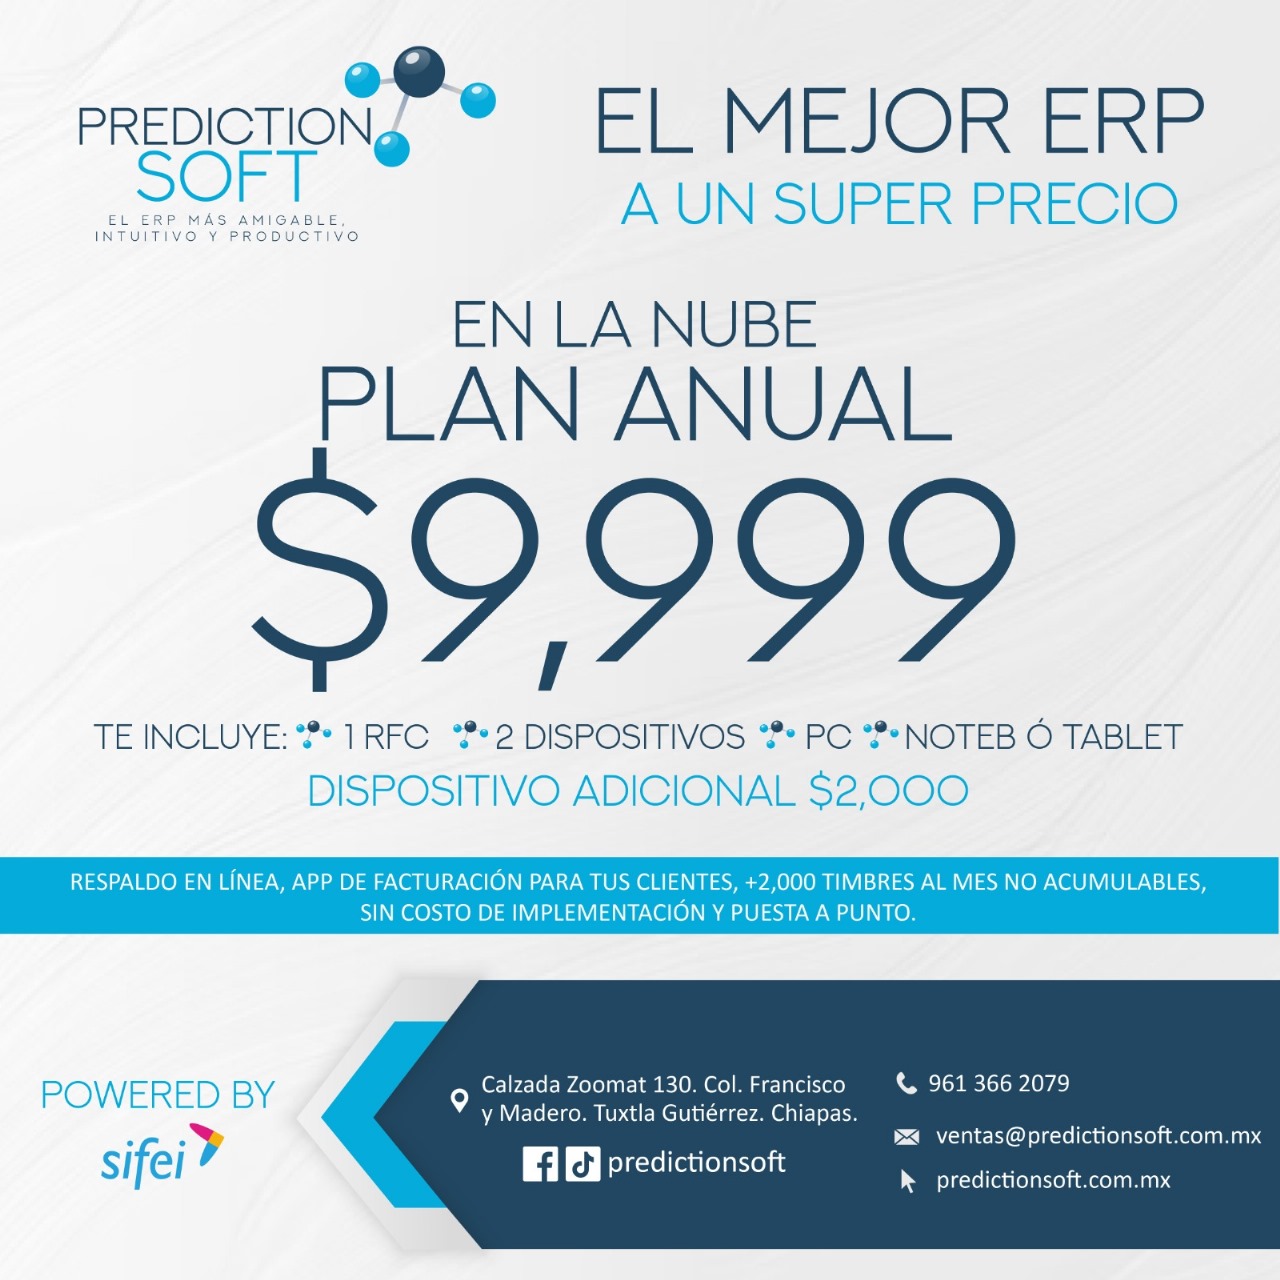 PREDICTION
SOFT
EL ERP MÁS AMIGABLE,
INTUITIVO Y PRODUCTIVO
EL MEJOR ERP
A UN SUPER PRECIO
EN LA NUBE
PLAN ANUAL
$9,999
TE INCLUYE: 1 RFC 2 DISPOSITIVOS PC NOTEB Ó TABLET
DISPOSITIVO ADICIONAL $2,000
RESPALDO EN LÍNEA, APP DE FACTURACIÓN PARA TUS CLIENTES, +2,000 TIMBRES AL MES NO ACUMULABLES,
SIN COSTO DE IMPLEMENTACIÓN Y PUESTA A PUNTO.
POWERED BY
sifei
Calzada Zoomat 130. Col. Francisco
y Madero. Tuxtla Gutiérrez. Chiapas.
predictionsoft
961 366 2079
ventas@predictionsoft.com.mx
predictionsoft.com.mx